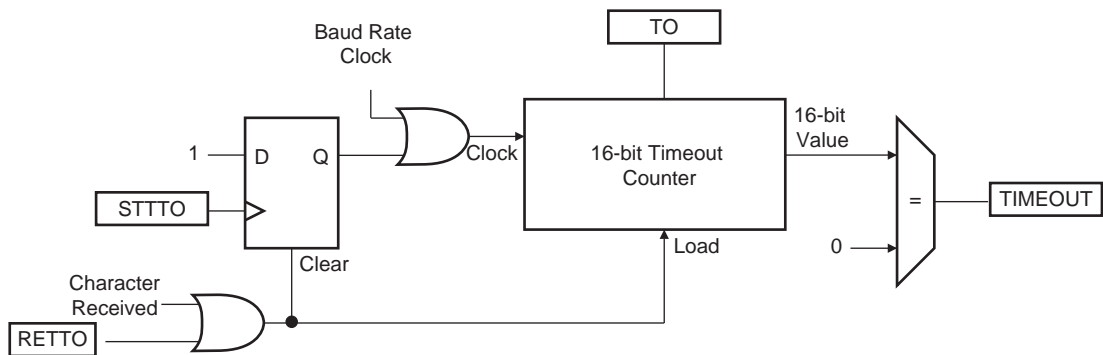 TO
Baud Rate
Clock
16-bit
Value
1
D
Q
Clock
16-bit Timeout
Counter
=
TIMEOUT
STTTO
0
Load
Clear
Character
Received
RETTO